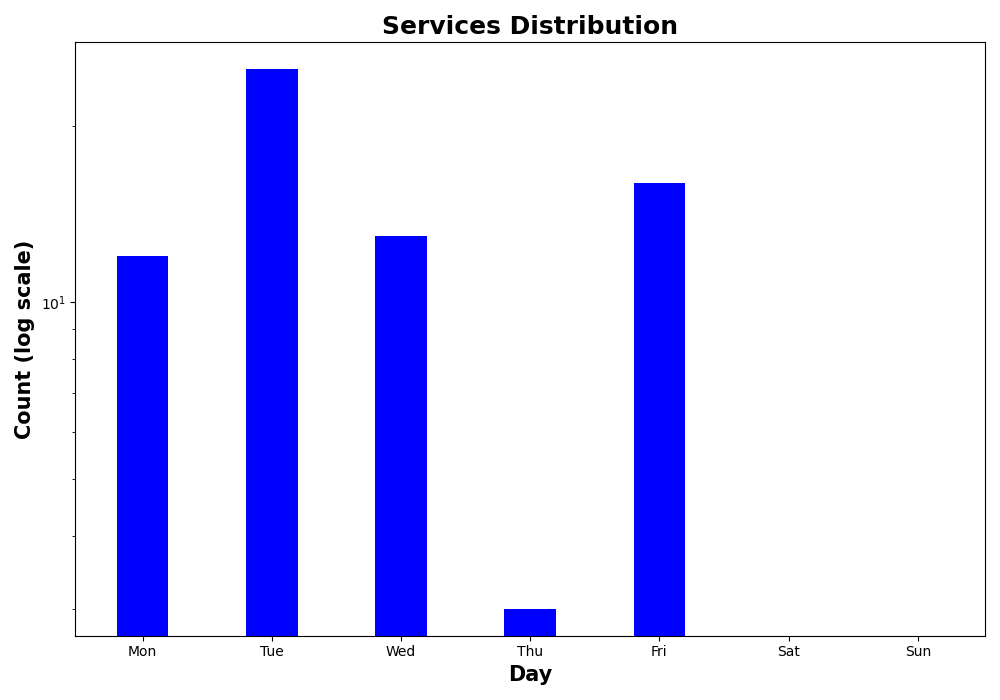 Services Distribution
Count (log scale)
10¹
Mon Tue Wed Thu Fri Sat Sun
Day